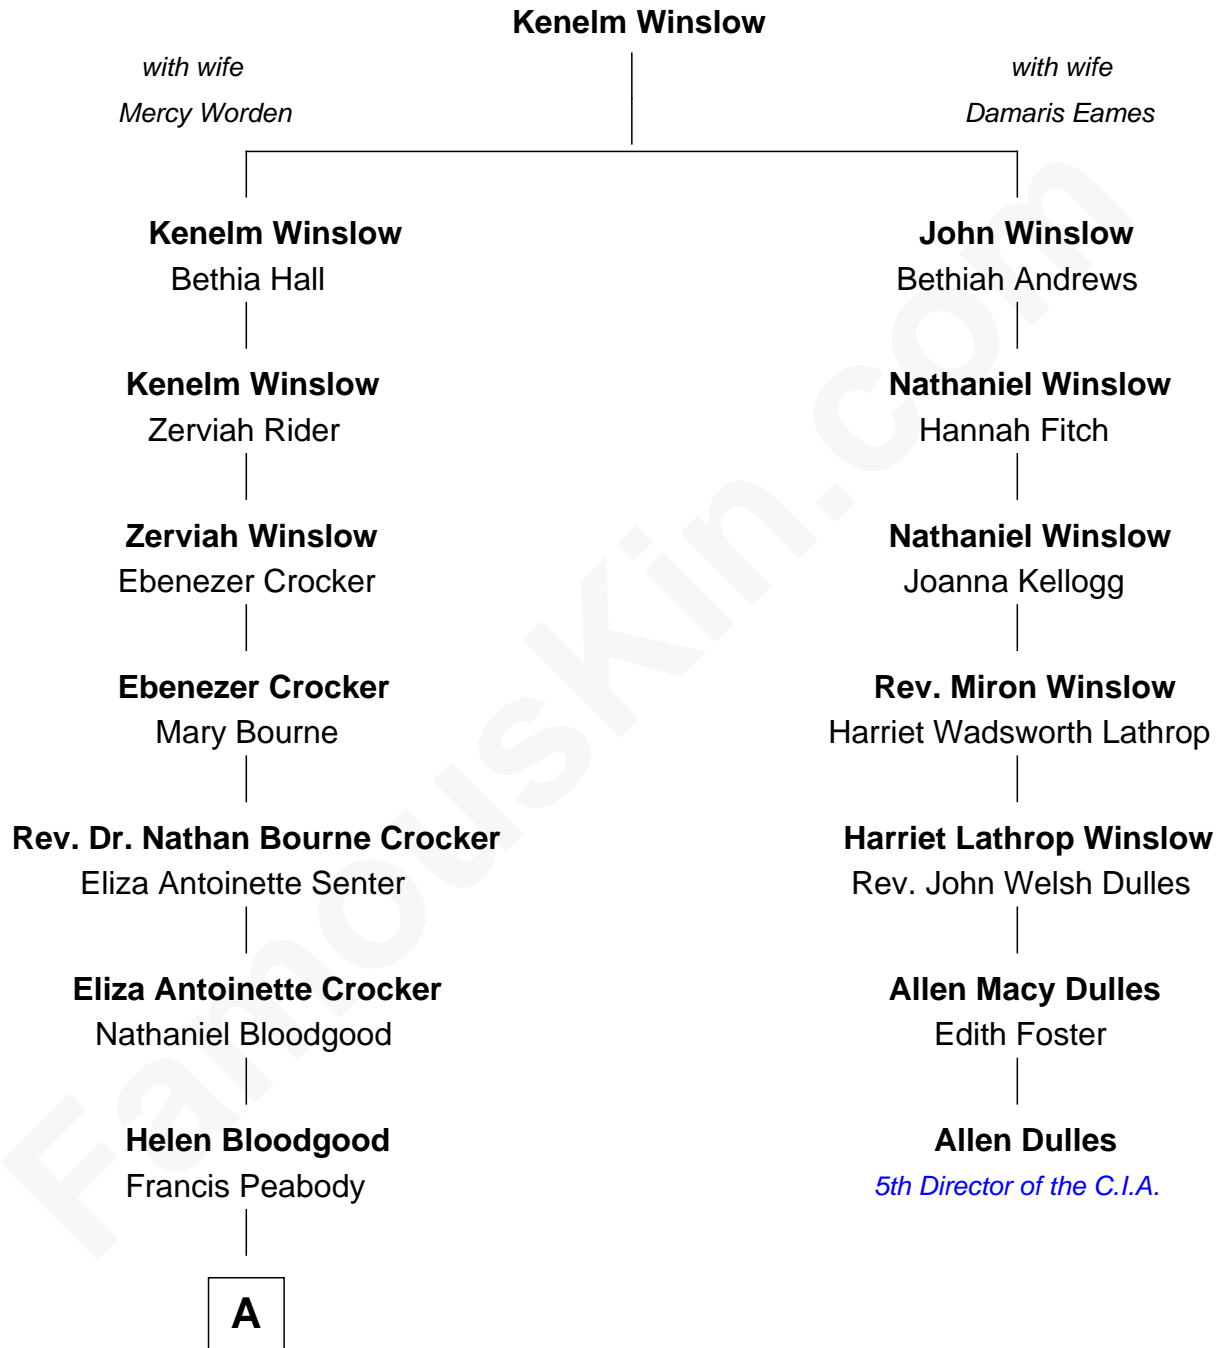 Kenelm Winslow
with wife
Mercy Worden
with wife
Damaris Eames
Kenelm Winslow
Bethia Hall
John Winslow
Bethiah Andrews
Kenelm Winslow
Zerviah Rider
Nathaniel Winslow
Hannah Fitch
Zerviah Winslow
Ebenezer Crocker
Nathaniel Winslow
Joanna Kellogg
Ebenezer Crocker
Mary Bourne
Rev. Miron Winslow
Harriet Wadsworth Lathrop
Rev. Dr. Nathan Bourne Crocker
Eliza Antoinette Senter
Harriet Lathrop Winslow
Rev. John Welsh Dulles
Eliza Antoinette Crocker
Nathaniel Bloodgood
Allen Macy Dulles
Edith Foster
Helen Bloodgood
Francis Peabody
Allen Dulles
5th Director of the C.I.A.
A
FamousKin.com